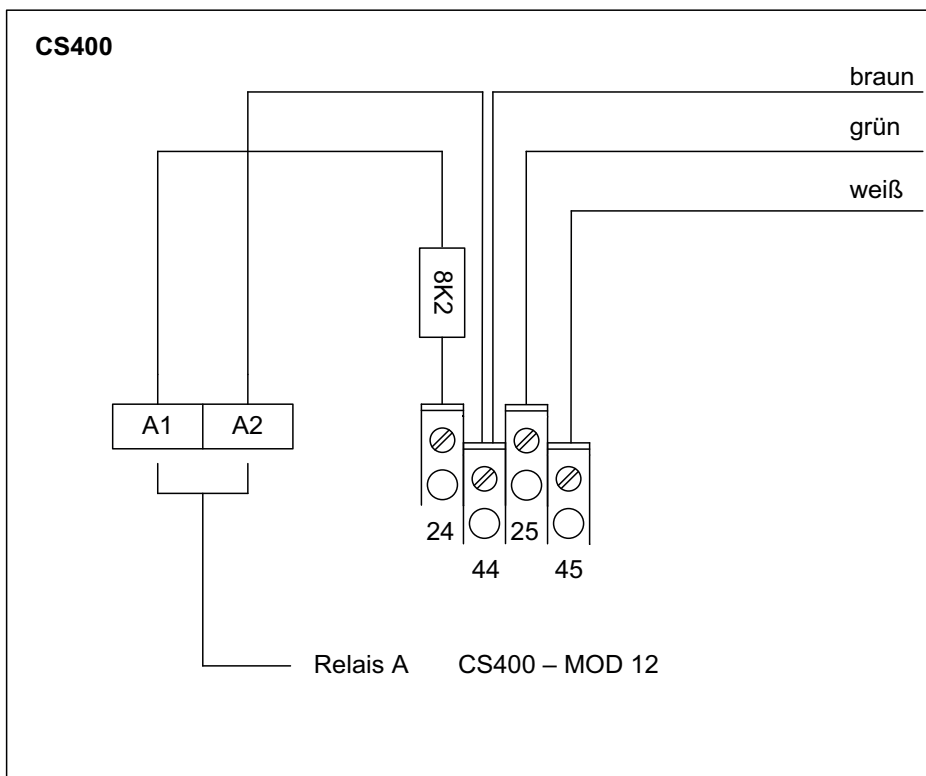 CS400
braun
grün
weiß
8K2
A1 A2
24 25
44 45
Relais A CS400 – MOD 12